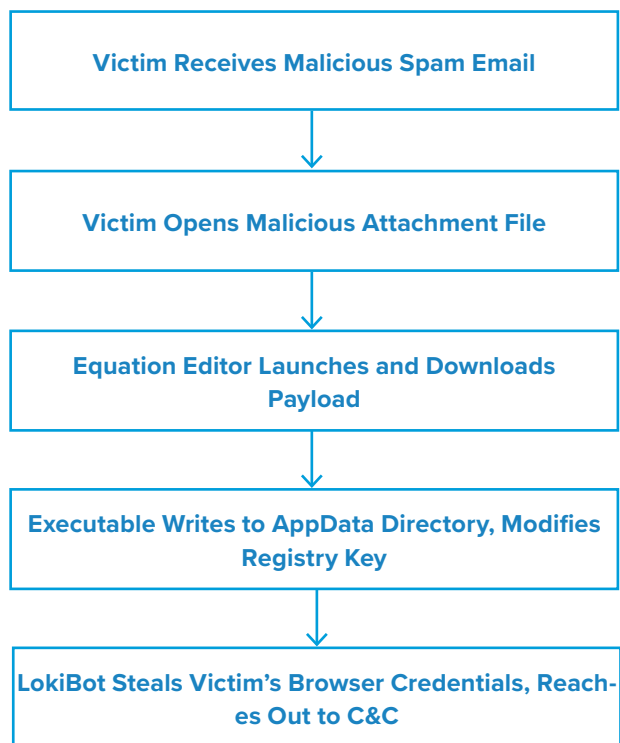 Victim Receives Malicious Spam Email
Victim Opens Malicious Attachment File
Equation Editor Launches and Downloads
Payload
Executable Writes to AppData Directory, Modifies
Registry Key
LokiBot Steals Victim’s Browser Credentials, Reach-
es Out to C&C